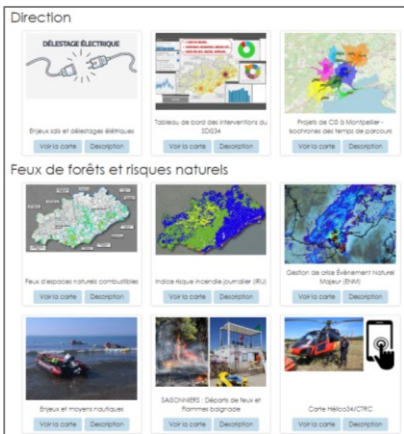 Direction
DÉLESTAGE ÉLECTRIQUE
Enjeux sdis et délestages életriques
Tableau de bord des interventions du
SDIS34
Projets de CIS à Montpellier -
isochrones des temps de parcours
Voir la carte Description
Voir la carte Description
Voir la carte Description
Feux de forêts et risques naturels
Feux d'espaces naturels combustibles
Indice risque incendie journalier (IRIJ)
Gestion de crise Évènement Naturel
Majeur (ENM)
Voir la carte Description
Voir la carte Description
Voir la carte Description
Enjeux et moyens nautiques
SAISONNIERS : Départs de feux et
Flammes baignade
Carte Hélico34/CTRC
Voir la carte Description
Voir la carte Description
Voir la carte Description